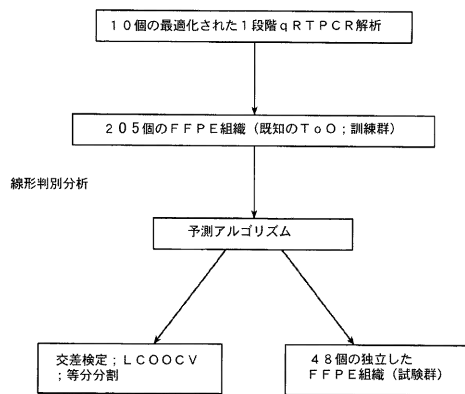 １０個の最適化された１段階ｑＲＴＰＣＲ解析
２０５個のＦＦＰＥ組織（既知のＴｏＯ；訓練群）
線形判別分析
予測アルゴリズム
交差検定；ＬＣＯＯＣＶ
；等分分割
４８個の独立した
ＦＦＰＥ組織（試験群）